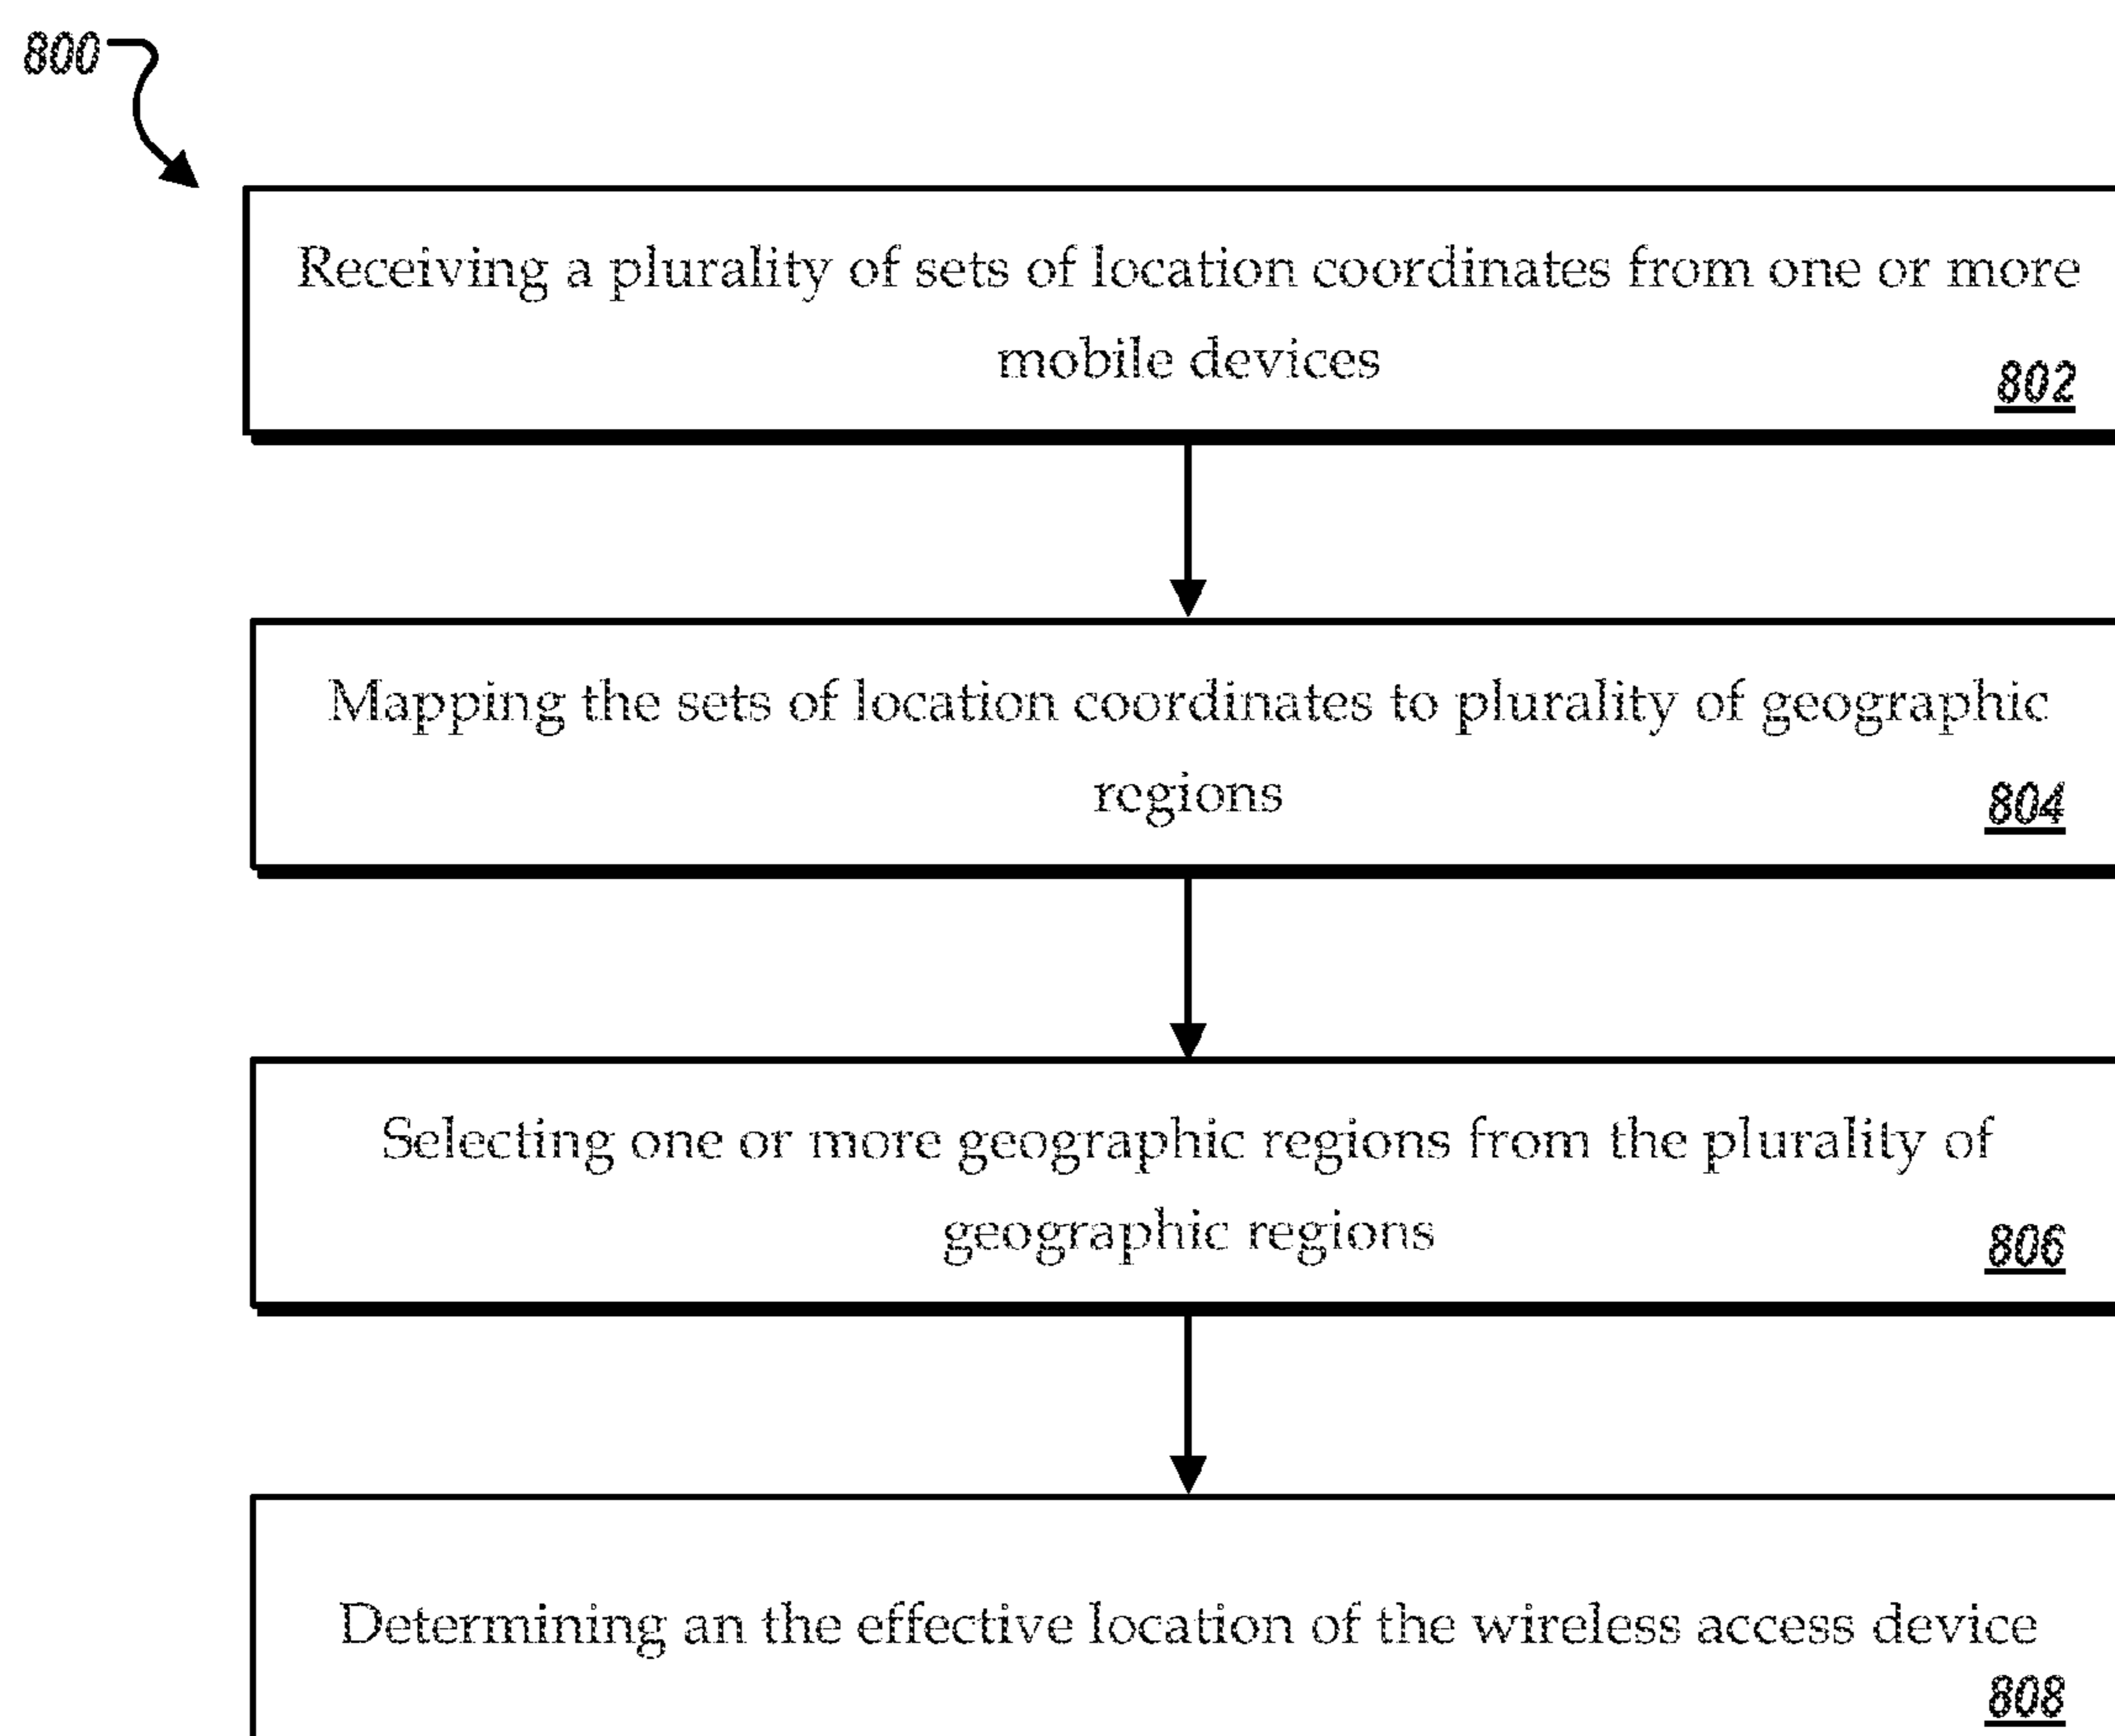 800
Receiving a plurality of sets of location coordinates from one or more
mobile devices
802
Mapping the sets of location coordinates to plurality of geographic
regions
804
Selecting one or more geographic regions from the plurality of
geographic regions
806
Determining an the effective location of the wireless access device
808